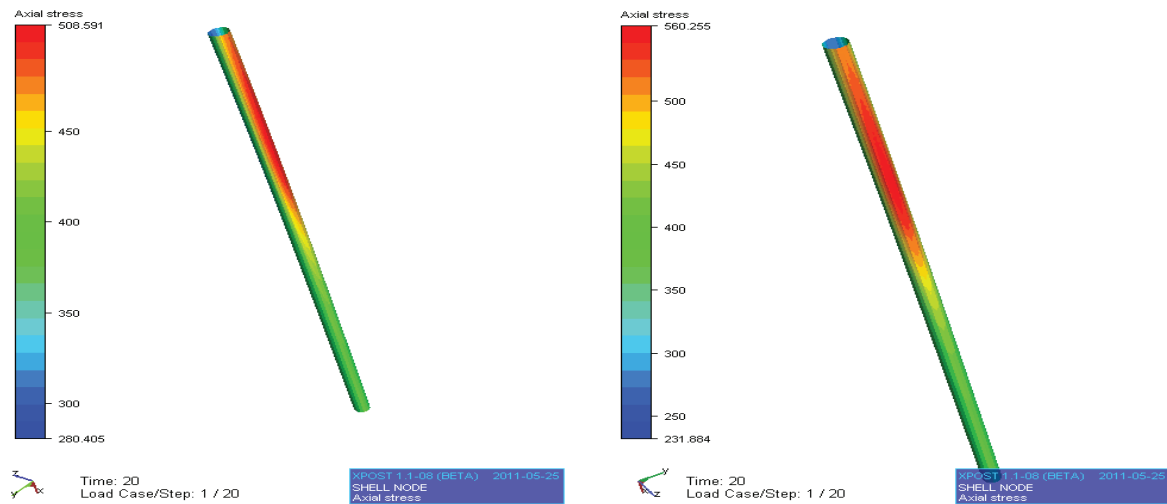 Axial stress
508.591
450
400
350
300
280.405
z
y
x
Time: 20
Load Case/Step: 1 / 20
XPOST 1.1-08 (BETA) 2011-05-25
SHELL NODE
Axial stress
Axial stress
560.255
500
450
400
350
300
250
231.884
y
z
Time: 20
Load Case/Step: 1 / 20
XPOST 1.1-08 (BETA) 2011-05-25
SHELL NODE
Axial stress